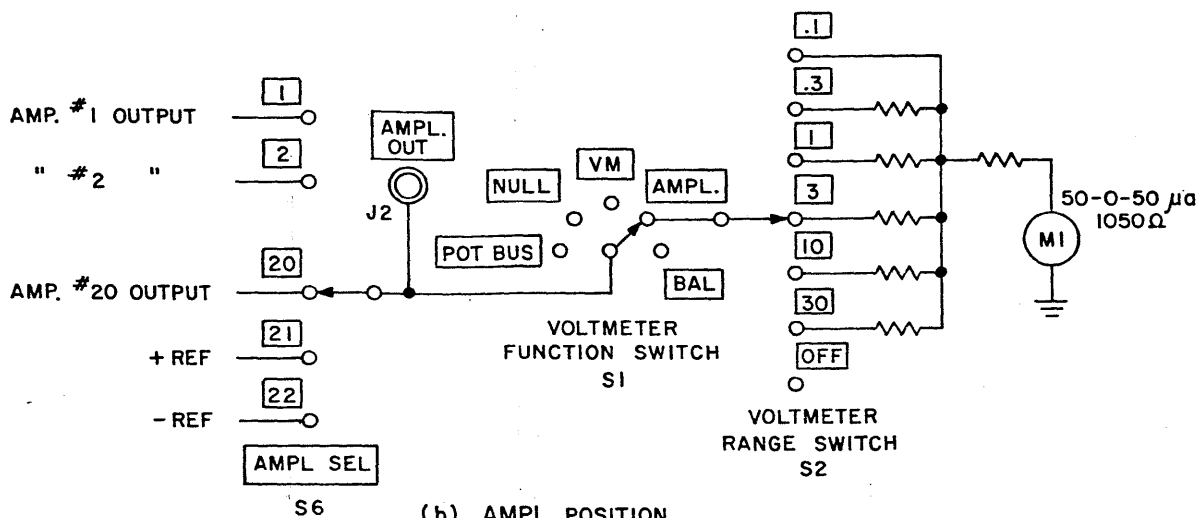 AMP. #1 OUTPUT
1
" #2 "
2
AMP. #20 OUTPUT
20
+ REF
21
- REF
22
AMPL SEL
S6
AMPL. OUT
J2
POT BUS
NULL
VM
AMPL.
BAL
VOLTMETER
FUNCTION SWITCH
S1
.1
.3
1
3
10
30
OFF
VOLTMETER
RANGE SWITCH
S2
50-0-50 μa
1050Ω
M1
(b) AMPL POSITION